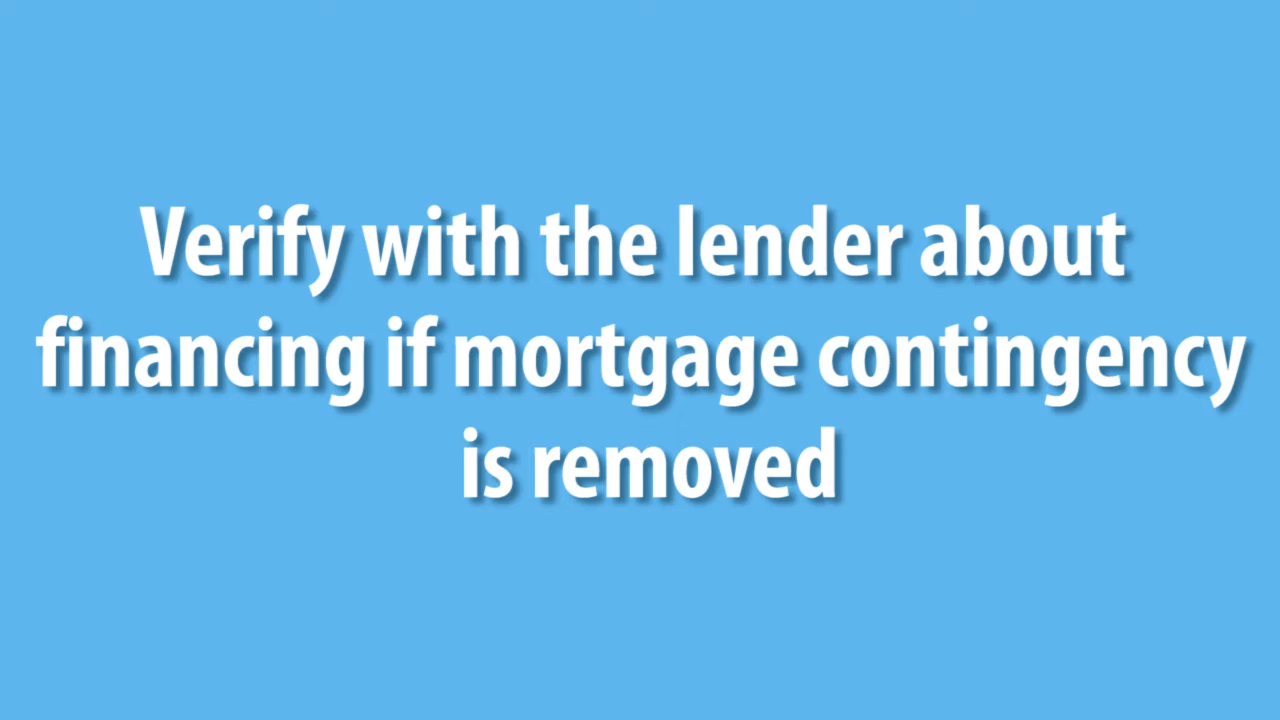 Verify with the lender about
financing if mortgage contingency
is removed